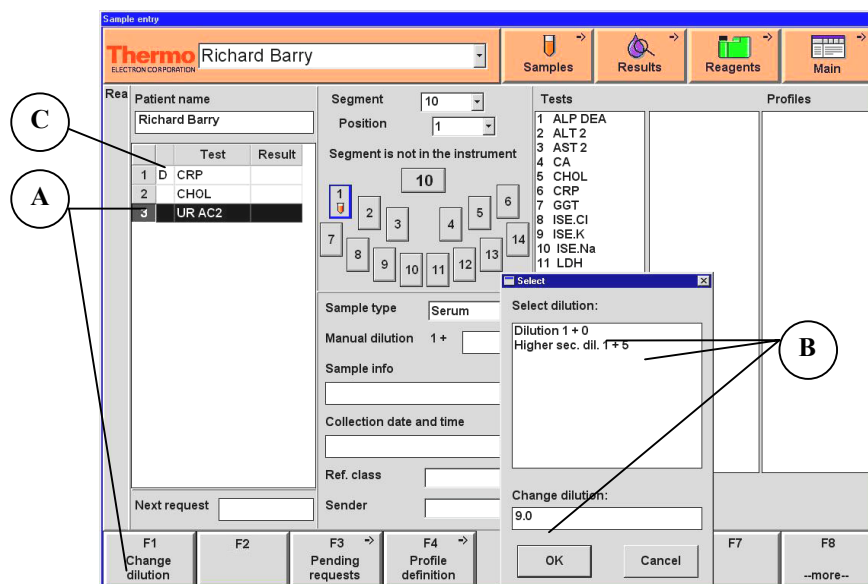 Sample entry
Thermo
ELECTRON CORPORATION
Richard Barry
Samples
Results
Reagents
Main
Rea
Patient name
Richard Barry
Test Result
1 D CRP
2 CHOL
3 UR AC2
Next request
Segment 10
Position 1
Segment is not in the instrument
10
1
2
3
4
5
6
7
8
9
10
11
12
13
14
Sample type Serum
Manual dilution 1 +
Sample info
Collection date and time
Ref. class
Sender
Tests
1 ALP DEA
2 ALT 2
3 AST 2
4 CA
5 CHOL
6 CRP
7 GGT
8 ISE.Cl
9 ISE.K
10 ISE.Na
11 LDH
Profiles
Select
Select dilution:
Dilution 1 + 0
Higher sec. dil. 1 + 5
Change dilution:
9.0
OK
Cancel
F1
Change
dilution
F2
F3
Pending
requests
F4
Profile
definition
F7
F8
--more--
C
A
B